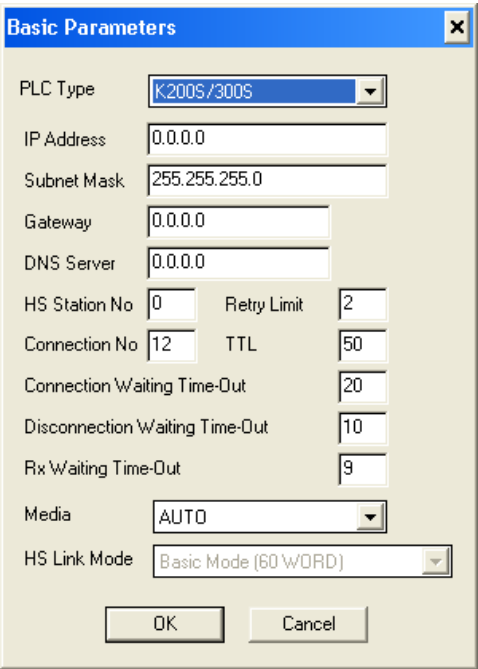 Basic Parameters
PLC Type K200S/300S
IP Address 0.0.0.0
Subnet Mask 255.255.255.0
Gateway 0.0.0.0
DNS Server 0.0.0.0
HS Station No 0 Retry Limit 2
Connection No 12 TTL 50
Connection Waiting Time-Out 20
Disconnection Waiting Time-Out 10
Rx Waiting Time-Out 9
Media AUTO
HS Link Mode Basic Mode (60 WORD)
OK Cancel